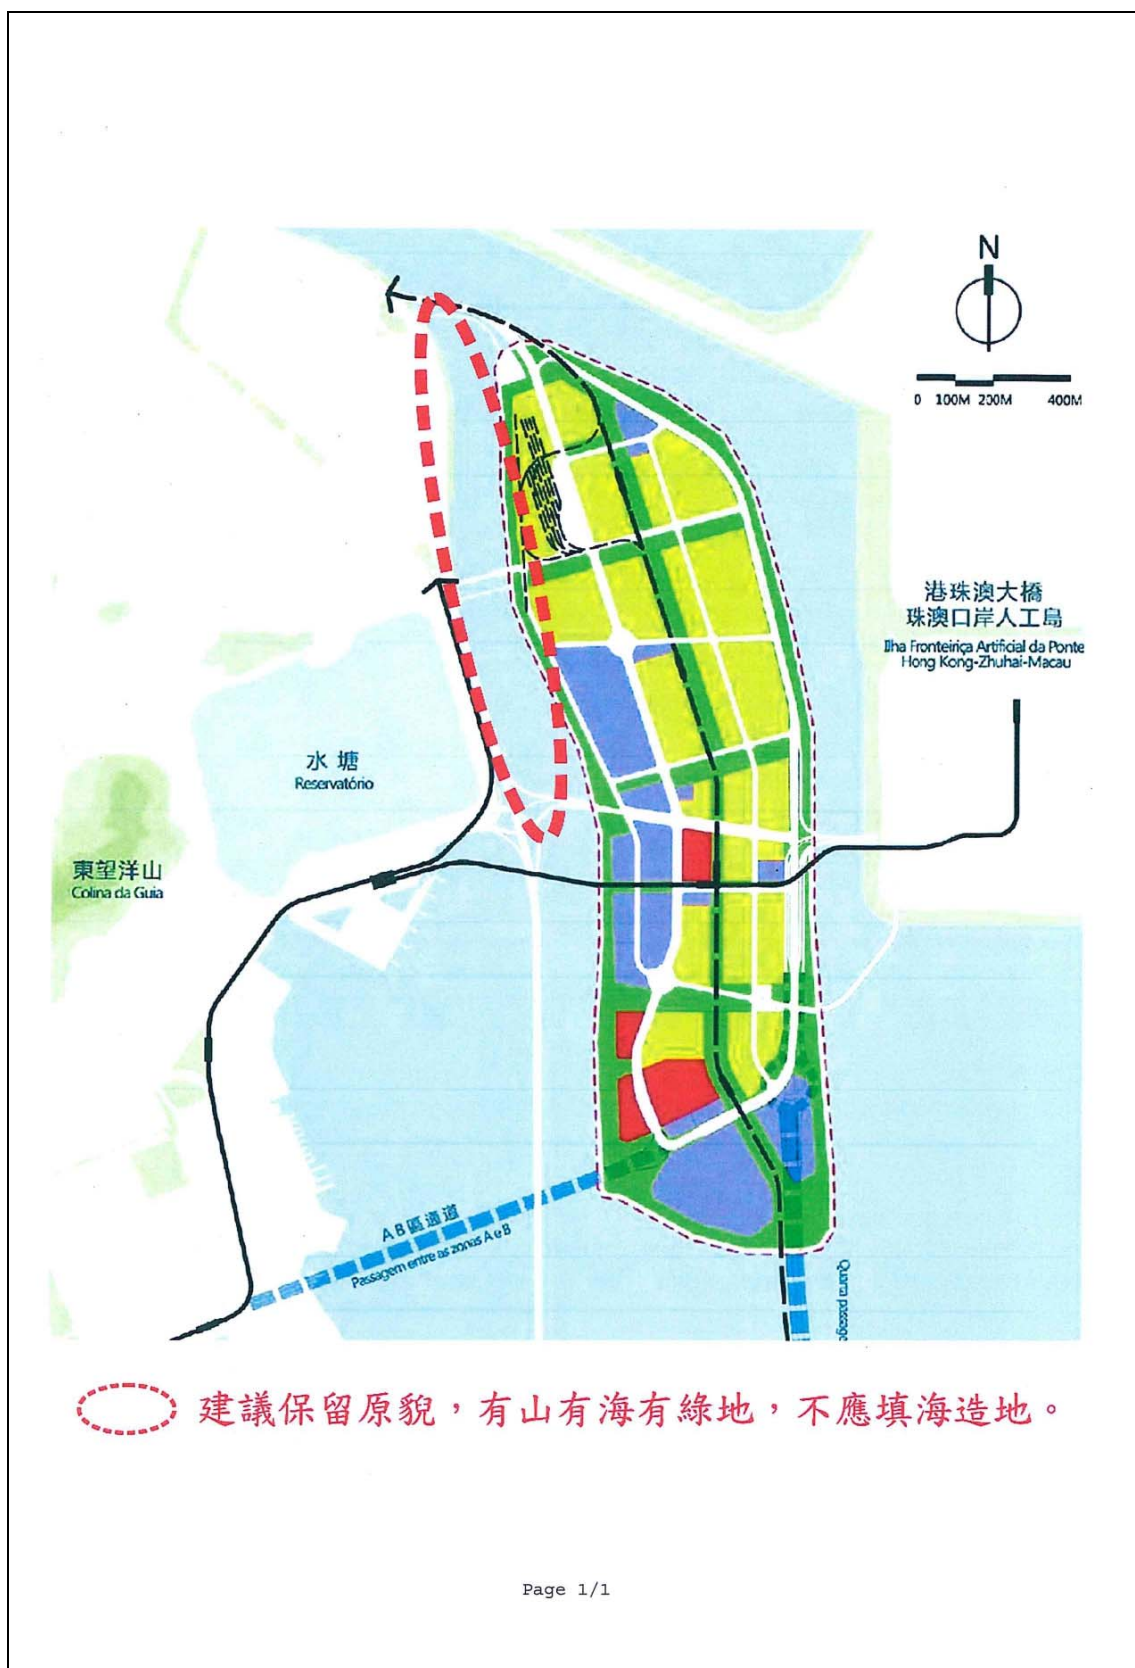 N
0 100M 200M 400M
港珠澳大橋
珠澳口岸人工島
Ilha Fronteiriça Artificial da Ponte
Hong Kong-Zhuhai-Macau
水塘
Reservatório
東望洋山
Colina da Guia
AB區通道
Passagem entre as zonas A e B
Quarta passage
建議保留原貌，有山有海有綠地，不應填海造地。
Page 1/1